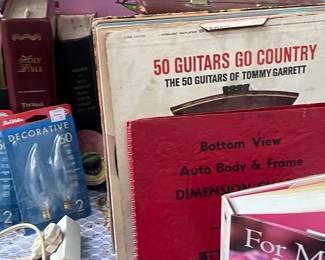 HOLY
BIBLE
THOMAS
DECORATIVE
60
2
2
50 GUITARS GO COUNTRY
THE 50 GUITARS OF TOMMY GARRETT
Bottom View
Auto Body & Frame
DIMENSION
For M